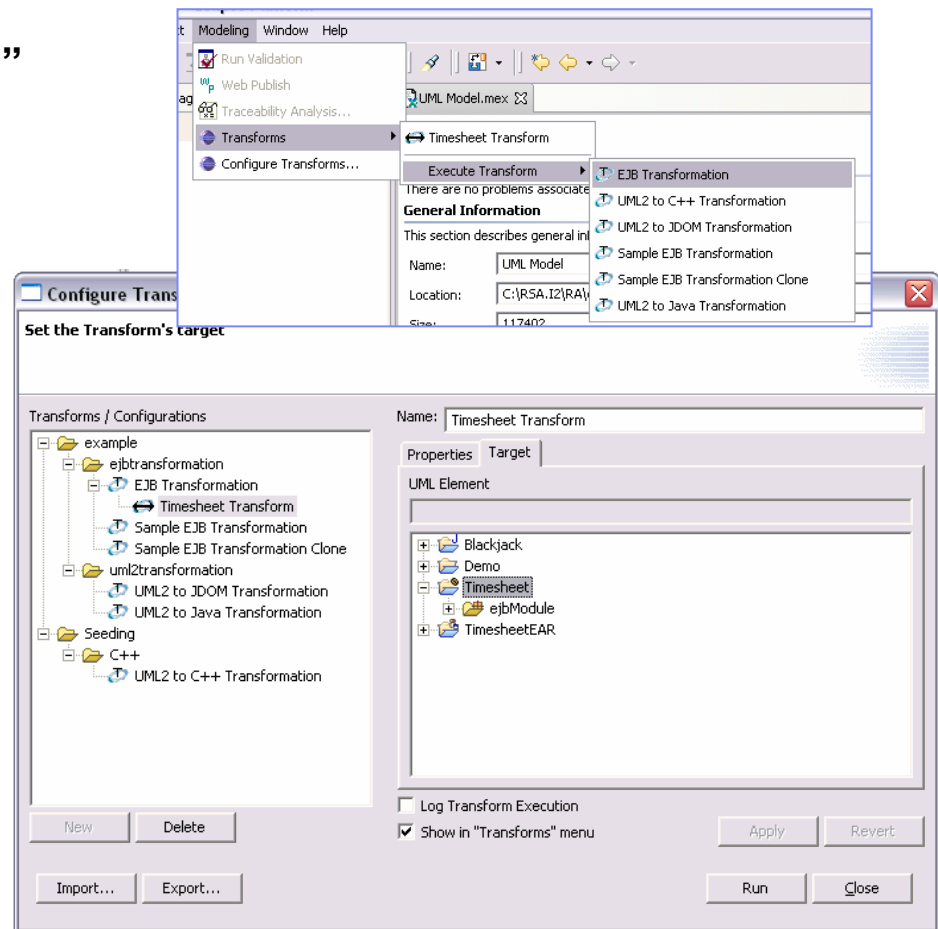 ”
t Modeling Window Help
Run Validation
Web Publish
Traceability Analysis...
Transforms
Configure Transforms...
ag
UML Model.mex
Timesheet Transform
Execute Transform
EJB Transformation
UML2 to C++ Transformation
UML2 to JDOM Transformation
Sample EJB Transformation
Sample EJB Transformation Clone
UML2 to Java Transformation
There are no problems associate
General Information
This section describes general in
Name: UML Model
Location: C:\RSA.I2\RA\
Size: 117402
Configure Trans
Set the Transform's target
Transforms / Configurations
example
ejbtransformation
EJB Transformation
Timesheet Transform
Sample EJB Transformation
Sample EJB Transformation Clone
uml2transformation
UML2 to JDOM Transformation
UML2 to Java Transformation
Seeding
C++
UML2 to C++ Transformation
New Delete
Import... Export...
Name: Timesheet Transform
Properties Target
UML Element
Blackjack
Demo
Timesheet
ejbModule
TimesheetEAR
Log Transform Execution
Show in "Transforms" menu
Apply Revert
Run Close